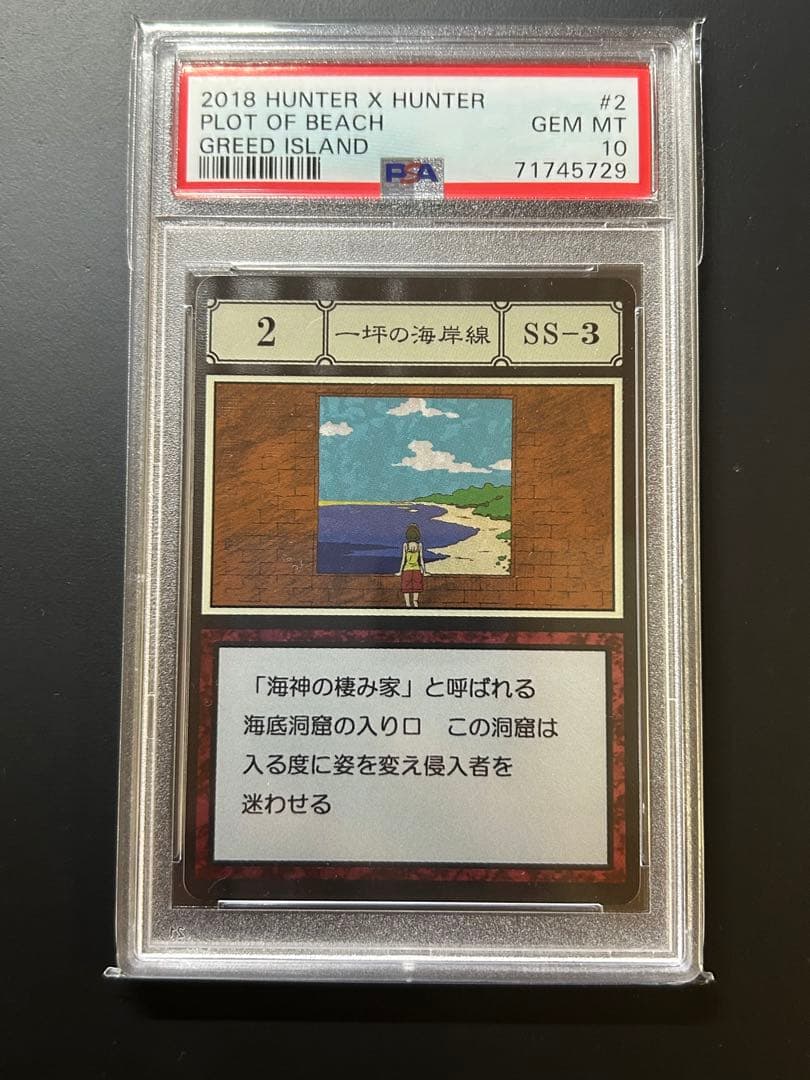 2018 HUNTER X HUNTER #2
PLOT OF BEACH GEM MT
GREED ISLAND 10
PSA 71745729
2 一坪の海岸線 SS-3
「海神の棲み家」と呼ばれる
海底洞窟の入り口　この洞窟は
入る度に姿を変え侵入者を
迷わせる